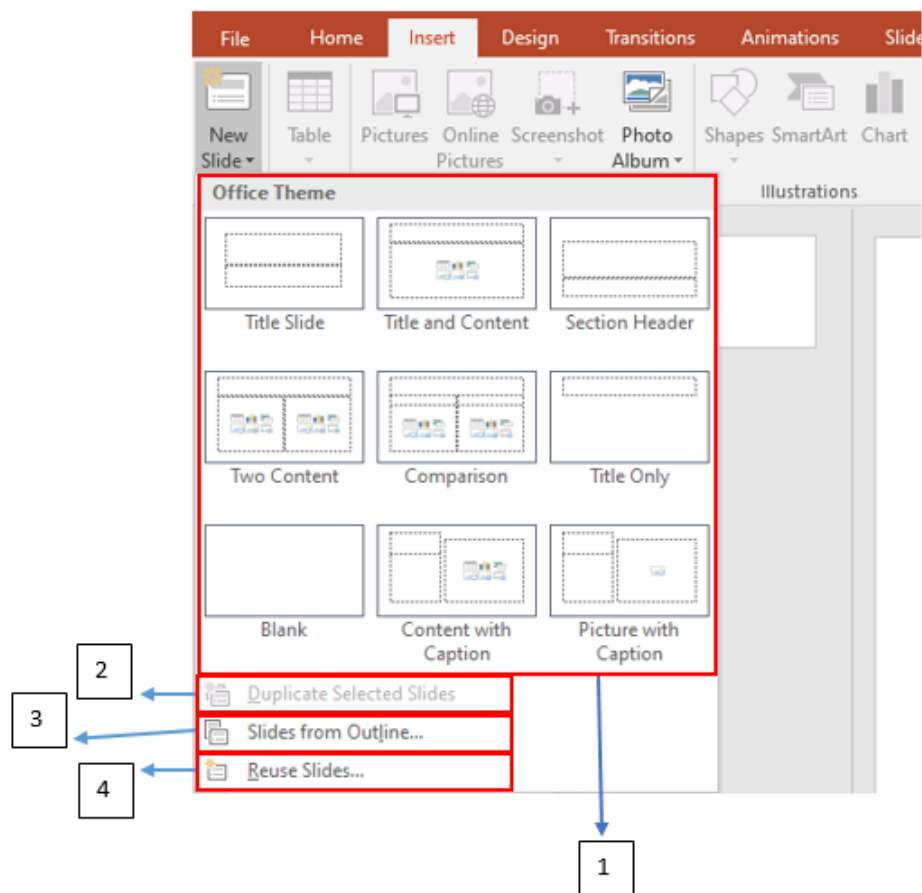 File Home Insert Design Transitions Animations Slide
New Slide Table Pictures Online Pictures Screenshot Photo Album Shapes SmartArt Chart
Illustrations
Office Theme
Title Slide Title and Content Section Header
Two Content Comparison Title Only
Blank Content with Caption Picture with Caption
2
Duplicate Selected Slides
3
Slides from Outline...
4
Reuse Slides...
1